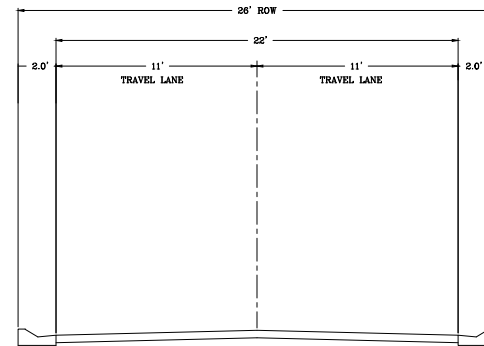 26' ROW
22'
2.0' 11' 11' 2.0'
TRAVEL LANE TRAVEL LANE